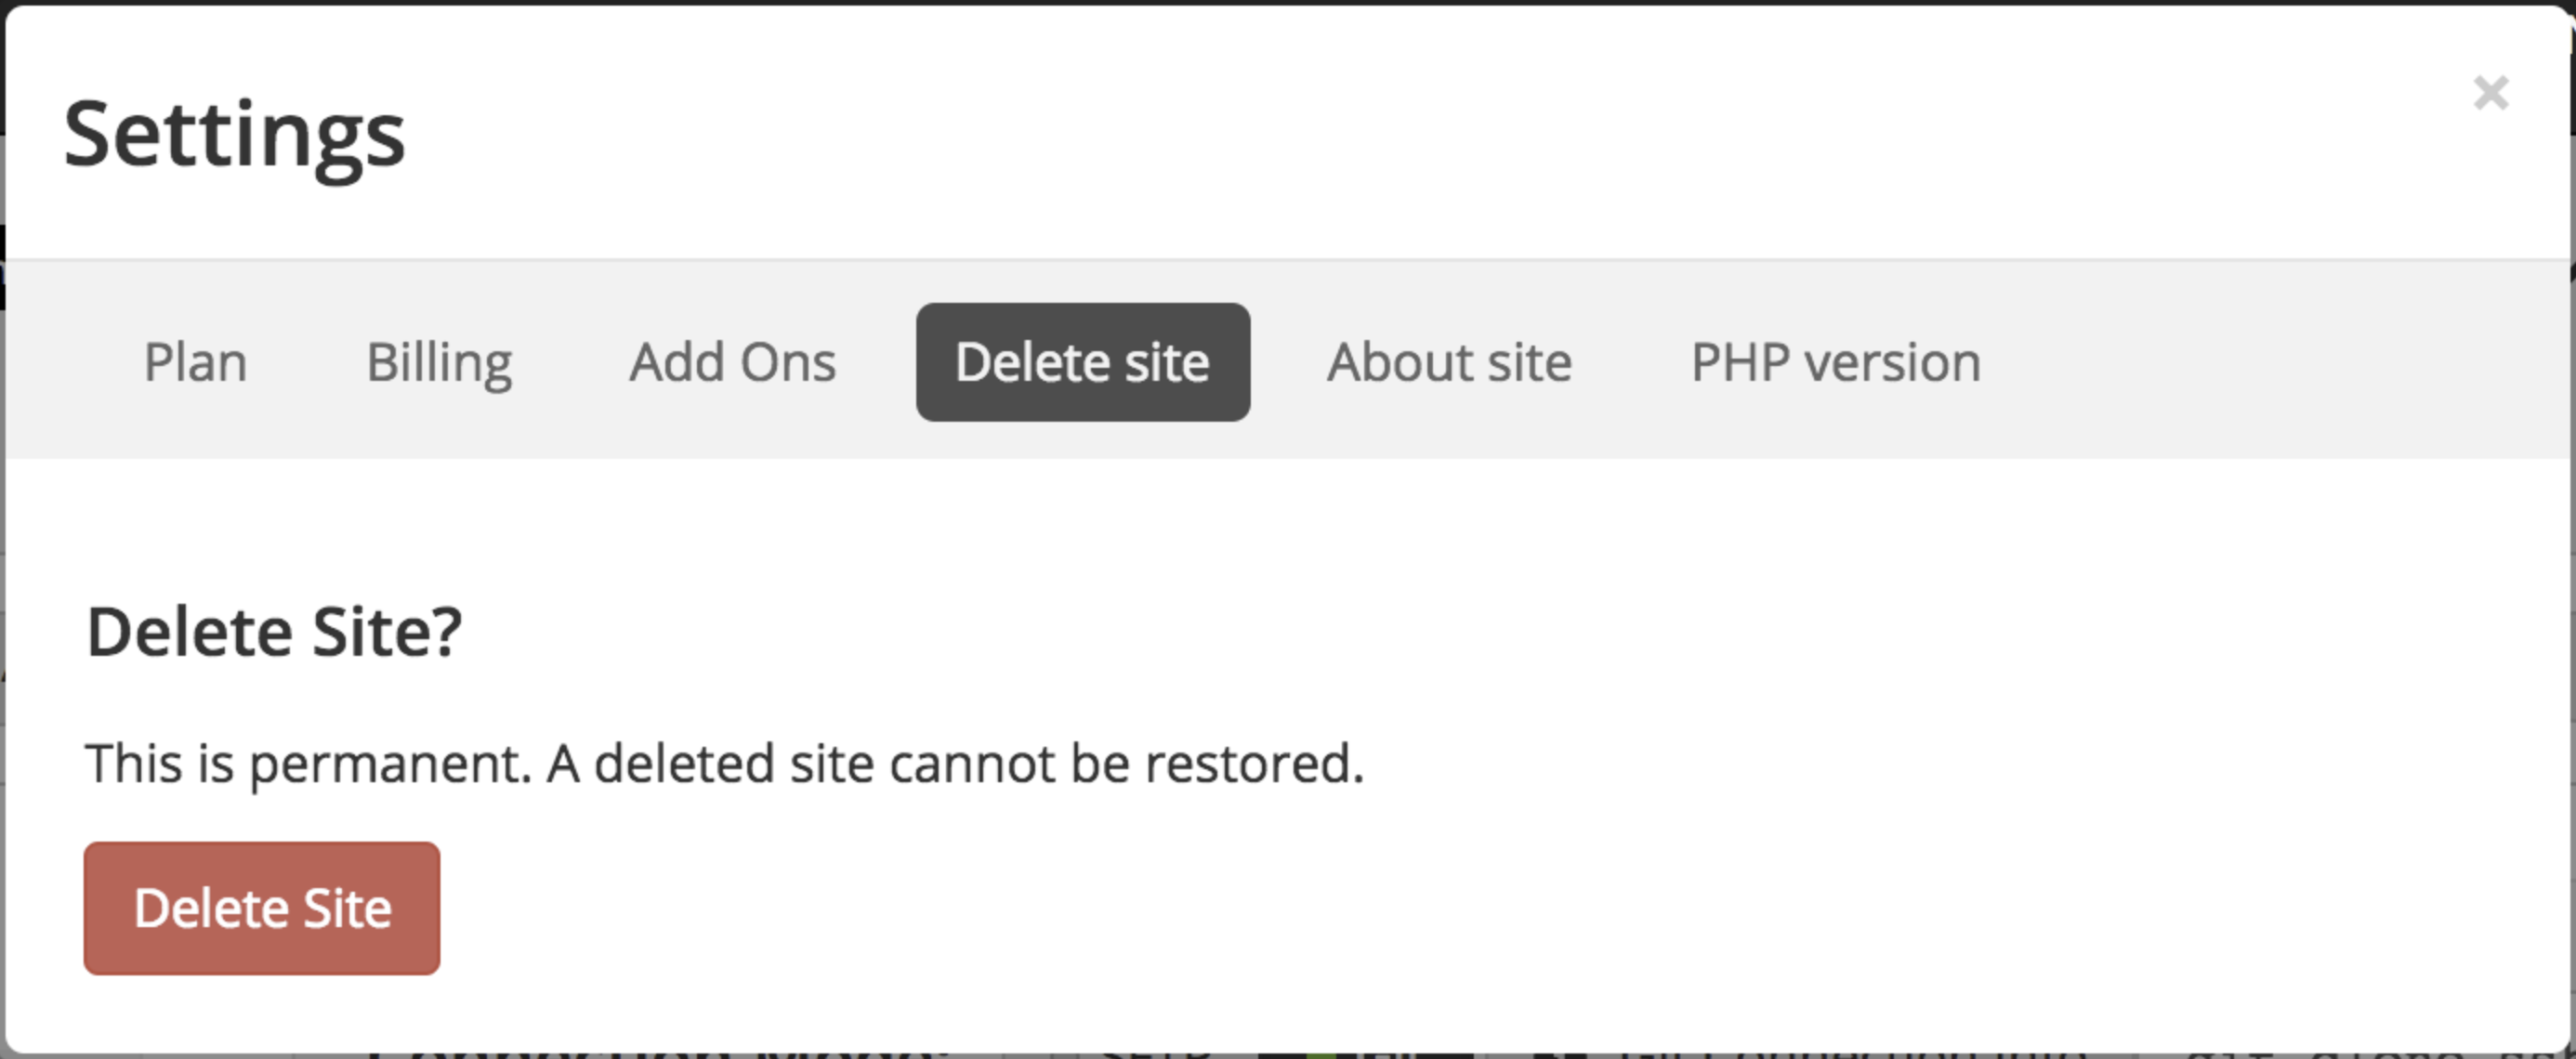 Settings
×
Plan Billing Add Ons Delete site About site PHP version
Delete Site?
This is permanent. A deleted site cannot be restored.
Delete Site